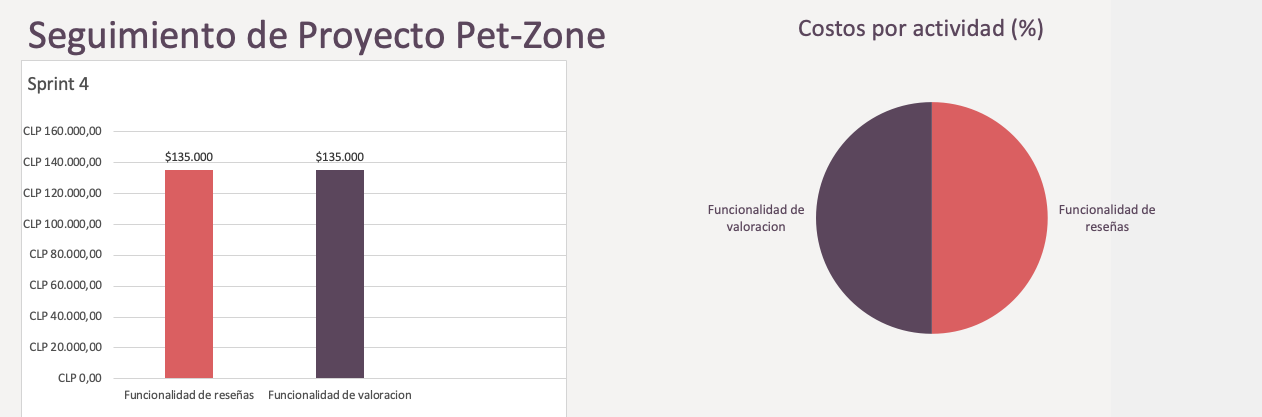 Seguimiento de Proyecto Pet-Zone
Sprint 4
CLP 160.000,00
CLP 140.000,00
CLP 120.000,00
CLP 100.000,00
CLP 80.000,00
CLP 60.000,00
CLP 40.000,00
CLP 20.000,00
CLP 0,00
$135.000
$135.000
Funcionalidad de reseñas
Funcionalidad de valoracion
Costos por actividad (%)
Funcionalidad de
valoracion
Funcionalidad de
reseñas